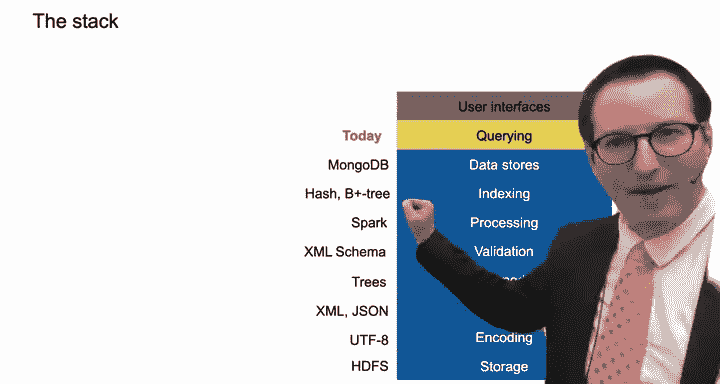 The stack
User interfaces
Today Querying
MongoDB Data stores
Hash, B+-tree Indexing
Spark Processing
XML Schema Validation
Trees
XML, JSON
UTF-8 Encoding
HDFS Storage